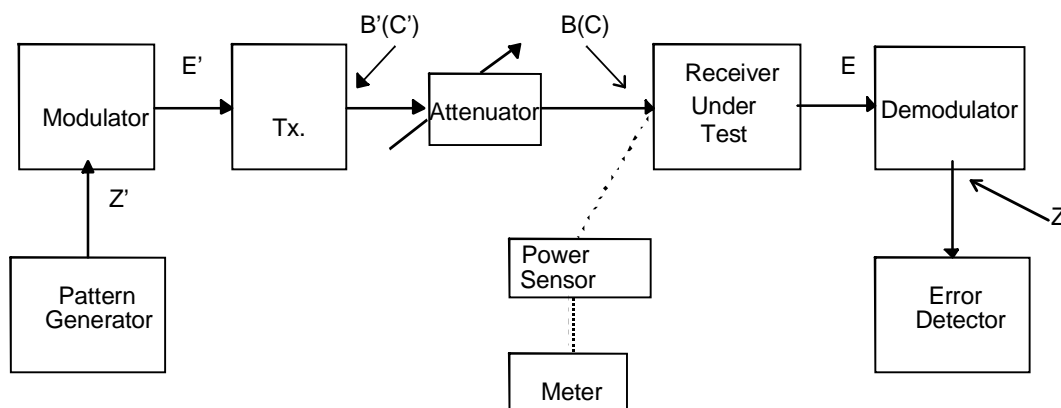 B'(C')
B(C)
E'
E
Modulator
Tx.
Attenuator
Receiver
Under
Test
Demodulator
Z'
Z
Pattern
Generator
Power
Sensor
Error
Detector
Meter